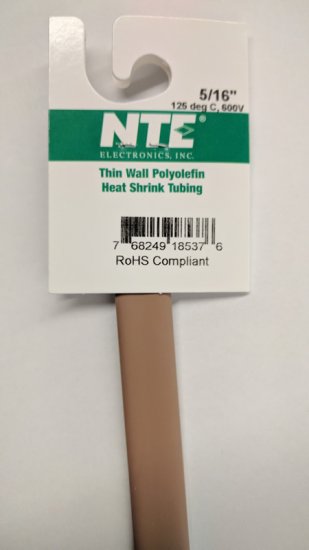 5/16"
125 deg C, 600V
NTE
ELECTRONICS, INC.
Thin Wall Polyolefin
Heat Shrink Tubing
7 68249 18537 6
RoHS Compliant